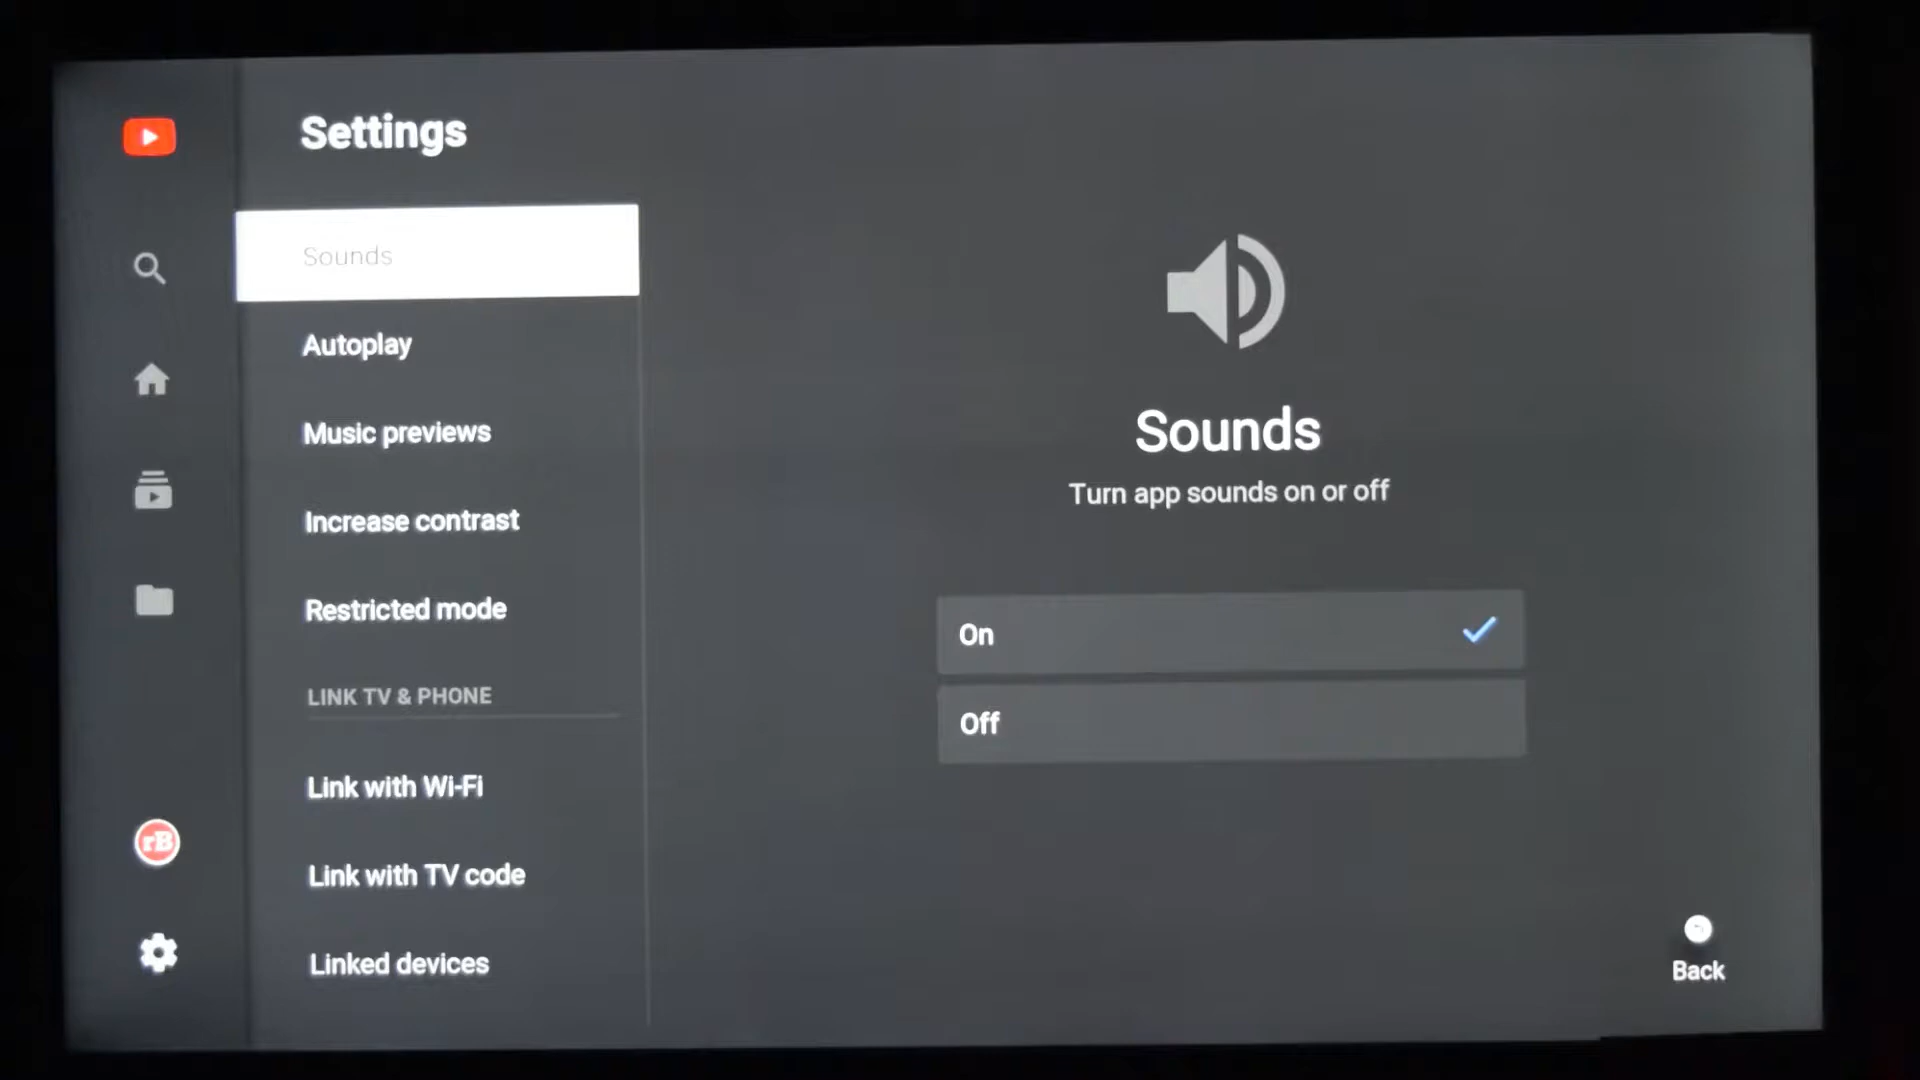 Settings
Sounds
Autoplay
Music previews
Increase contrast
Restricted mode
LINK TV & PHONE
Link with Wi-Fi
Link with TV code
Linked devices
rB
Sounds
Turn app sounds on or off
On
Off
Back